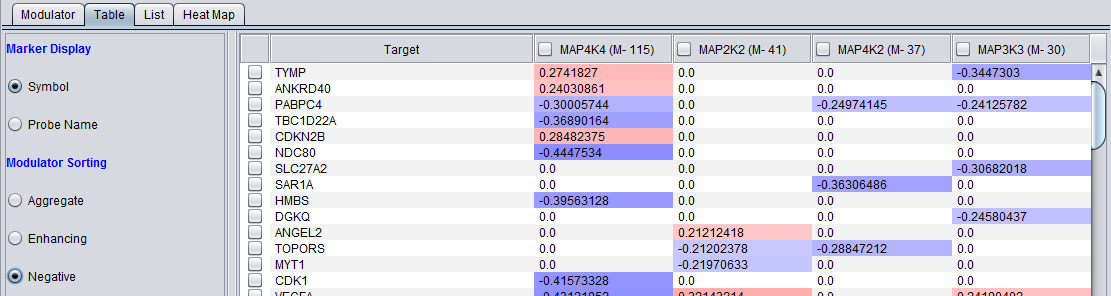 Modulator Table List Heat Map
Marker Display
Symbol
Probe Name
Modulator Sorting
Aggregate
Enhancing
Negative
Target MAP4K4 (M- 115) MAP2K2 (M- 41) MAP4K2 (M- 37) MAP3K3 (M- 30)
TYMP 0.2741827 0.0 0.0 -0.3447303
ANKRD40 0.24030861 0.0 0.0 0.0
PABPC4 -0.30005744 0.0 -0.24974145 -0.24125782
TBC1D22A -0.36890164 0.0 0.0 0.0
CDKN2B 0.28482375 0.0 0.0 0.0
NDC80 -0.4447534 0.0 0.0 0.0
SLC27A2 0.0 0.0 0.0 -0.30682018
SAR1A 0.0 0.0 -0.36306486 0.0
HMBS -0.39563128 0.0 0.0 0.0
DGKQ 0.0 0.0 0.0 -0.24580437
ANGEL2 0.0 0.21212418 0.0 0.0
TOPORS 0.0 -0.21202378 -0.28847212 0.0
MYT1 0.0 -0.21970633 0.0 0.0
CDK1 -0.41573328 0.0 0.0 0.0